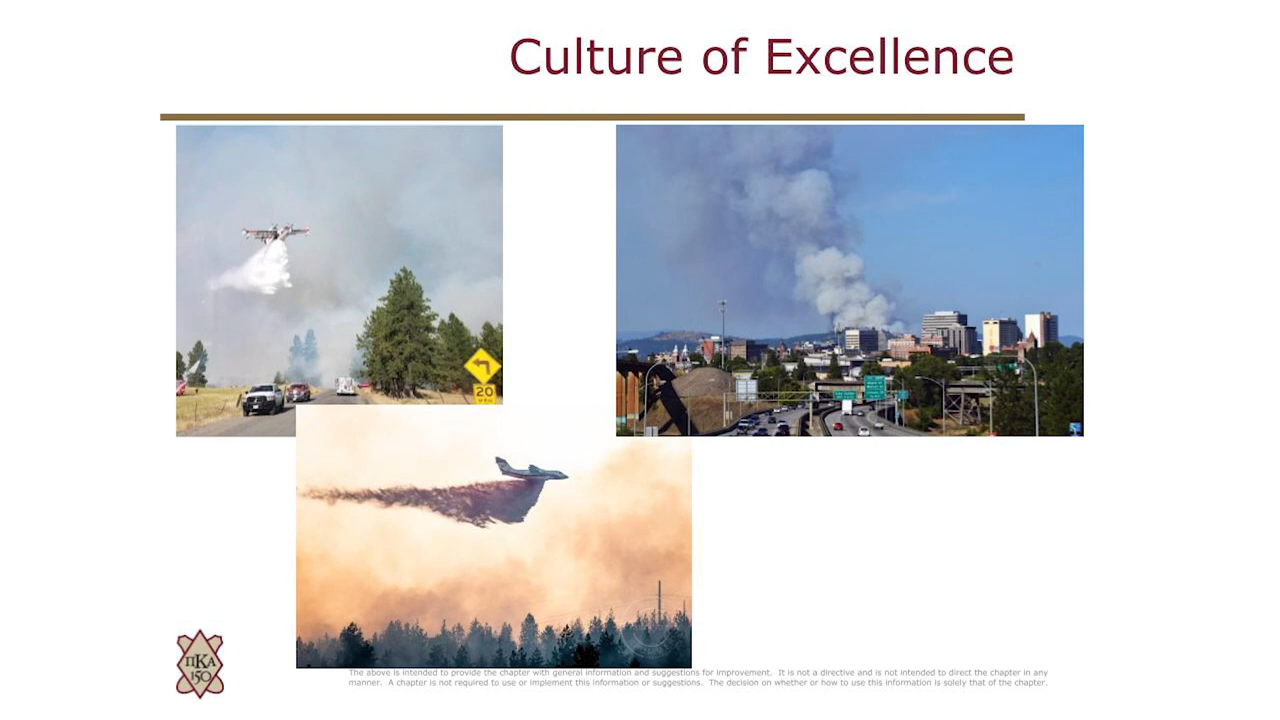 Culture of Excellence
20
M.P.H.
ΠKA
150
The above is intended to provide the chapter with general information and suggestions for improvement. It is not a directive and is not intended to direct the chapter in any
manner. A chapter is not required to use or implement this information or suggestions. The decision on whether or how to use this information is solely that of the chapter.